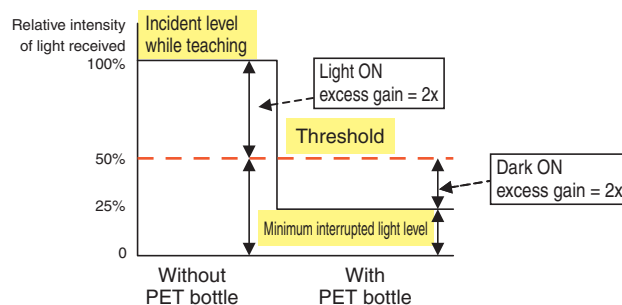 Relative intensity
of light received
Incident level
while teaching
100%
Light ON
excess gain = 2x
Threshold
50%
Dark ON
excess gain = 2x
25%
Minimum interrupted light level
0
Without
PET bottle
With
PET bottle